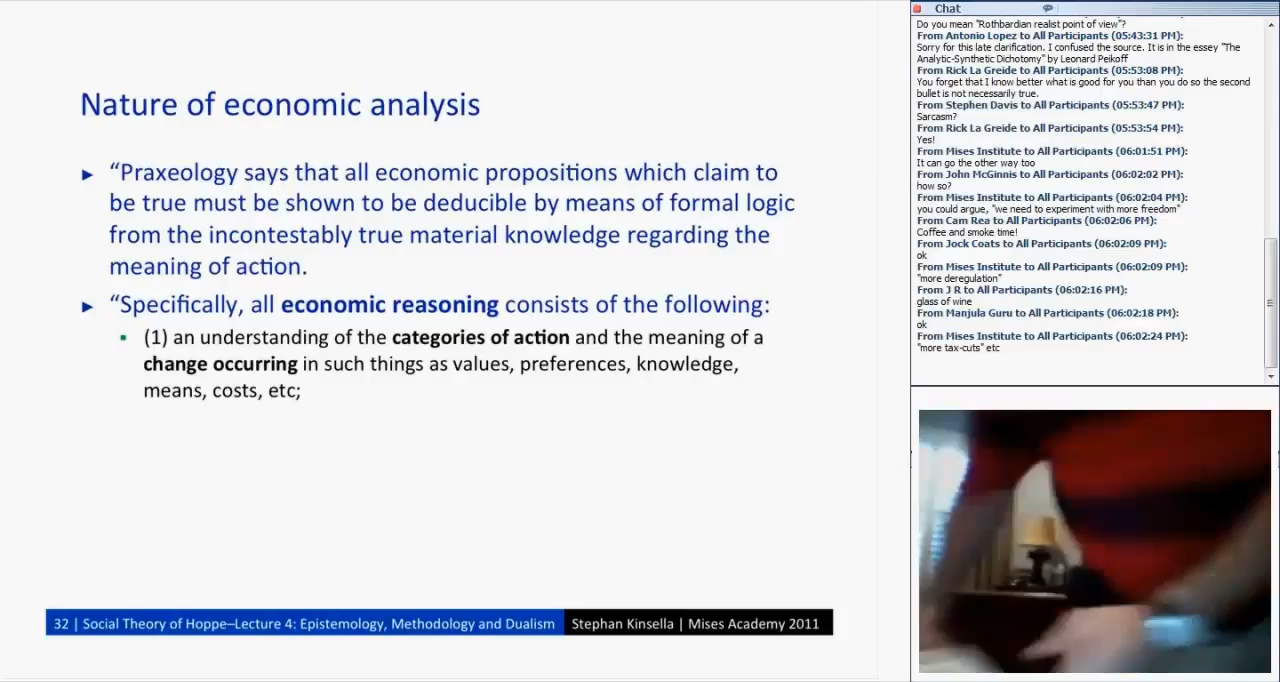 Nature of economic analysis
► “Praxeology says that all economic propositions which claim to
be true must be shown to be deducible by means of formal logic
from the incontestably true material knowledge regarding the
meaning of action.
► “Specifically, all economic reasoning consists of the following:
▪ (1) an understanding of the categories of action and the meaning of a
change occurring in such things as values, preferences, knowledge,
means, costs, etc;
32 | Social Theory of Hoppe–Lecture 4: Epistemology, Methodology and Dualism Stephan Kinsella | Mises Academy 2011
Chat
Do you mean "Rothbardian realist point of view"?
From Antonio Lopez to All Participants (05:43:31 PM):
Sorry for this late clarification. I confused the source. It is in the essey "The
Analytic-Synthetic Dichotomy" by Leonard Peikoff
From Rick La Greide to All Participants (05:53:08 PM):
You forget that I know better what is good for you than you do so the second
bullet is not necessarily true.
From Stephen Davis to All Participants (05:53:47 PM):
Sarcasm?
From Rick La Greide to All Participants (05:53:54 PM):
Yes!
From Mises Institute to All Participants (06:01:51 PM):
It can go the other way too
From John McGinnis to All Participants (06:02:02 PM):
how so?
From Mises Institute to All Participants (06:02:04 PM):
you could argue, "we need to experiment with more freedom"
From Cam Rea to All Participants (06:02:06 PM):
Coffee and smoke time!
From Jock Coats to All Participants (06:02:09 PM):
ok
From Mises Institute to All Participants (06:02:09 PM):
"more deregulation"
From J R to All Participants (06:02:16 PM):
glass of wine
From Manjula Guru to All Participants (06:02:18 PM):
ok
From Mises Institute to All Participants (06:02:24 PM):
"more tax-cuts" etc